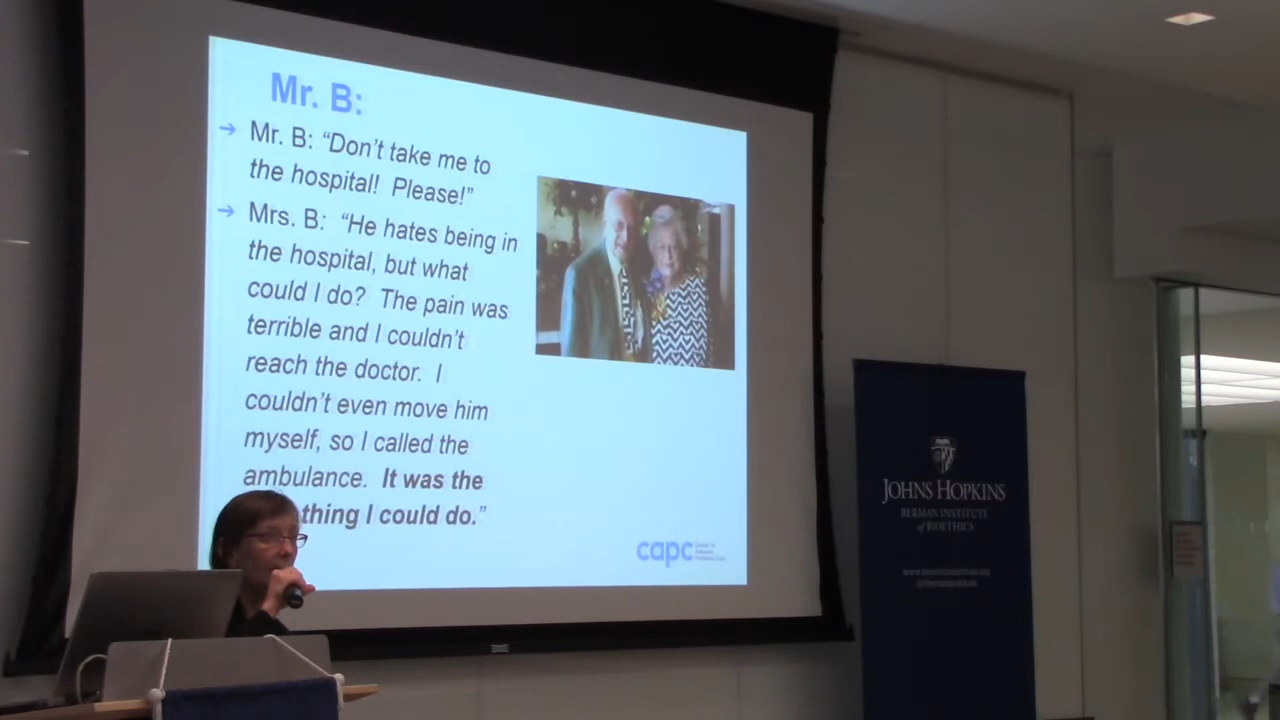 Mr. B:
→ Mr. B: “Don’t take me to
the hospital! Please!”
→ Mrs. B: “He hates being in
the hospital, but what
could I do? The pain was
terrible and I couldn’t
reach the doctor. I
couldn’t even move him
myself, so I called the
ambulance. It was the
thing I could do.”
capc
JOHNS HOPKINS
BERMAN INSTITUTE
of BIOETHICS